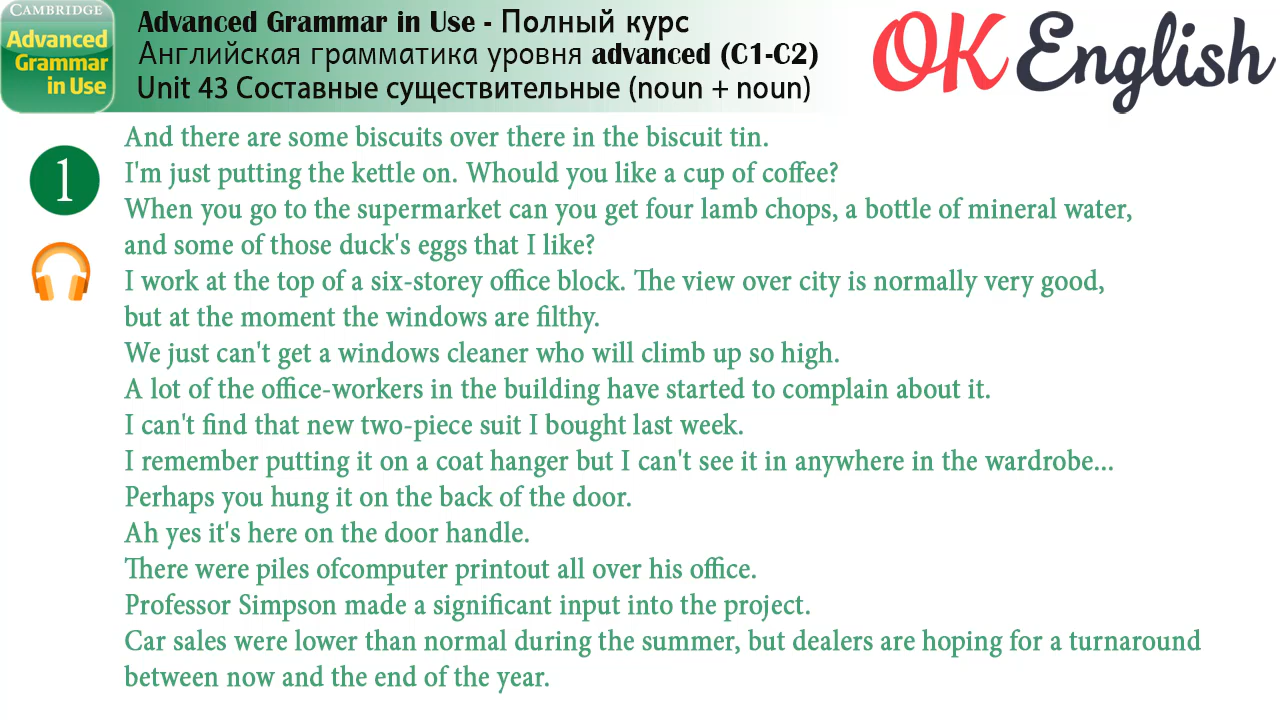 CAMBRIDGE
Advanced
Grammar
in Use
Advanced Grammar in Use - Полный курс
Английская грамматика уровня advanced (C1-C2)
Unit 43 Составные существительные (noun + noun)
OK English
1
And there are some biscuits over there in the biscuit tin.
I'm just putting the kettle on. Whould you like a cup of coffee?
When you go to the supermarket can you get four lamb chops, a bottle of mineral water,
and some of those duck's eggs that I like?
I work at the top of a six-storey office block. The view over city is normally very good,
but at the moment the windows are filthy.
We just can't get a windows cleaner who will climb up so high.
A lot of the office-workers in the building have started to complain about it.
I can't find that new two-piece suit I bought last week.
I remember putting it on a coat hanger but I can't see it in anywhere in the wardrobe...
Perhaps you hung it on the back of the door.
Ah yes it's here on the door handle.
There were piles ofcomputer printout all over his office.
Professor Simpson made a significant input into the project.
Car sales were lower than normal during the summer, but dealers are hoping for a turnaround
between now and the end of the year.